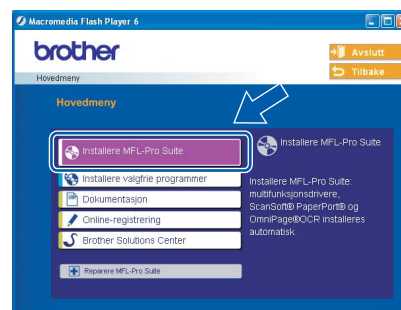 Macromedia Flash Player 6
brother
Avslutt
Tilbake
Hovedmeny
Hovedmeny
Installere MFL-Pro Suite
Installere valgfrie programmer
Dokumentasjon
Online-registrering
Brother Solutions Center
Reparere MFL-Pro Suite
Installere MFL-Pro Suite
Installere MFL-Pro Suite:
multifunksjonsdrivere,
ScanSoft® PaperPort® og
OmniPage®OCR installeres
automatisk.